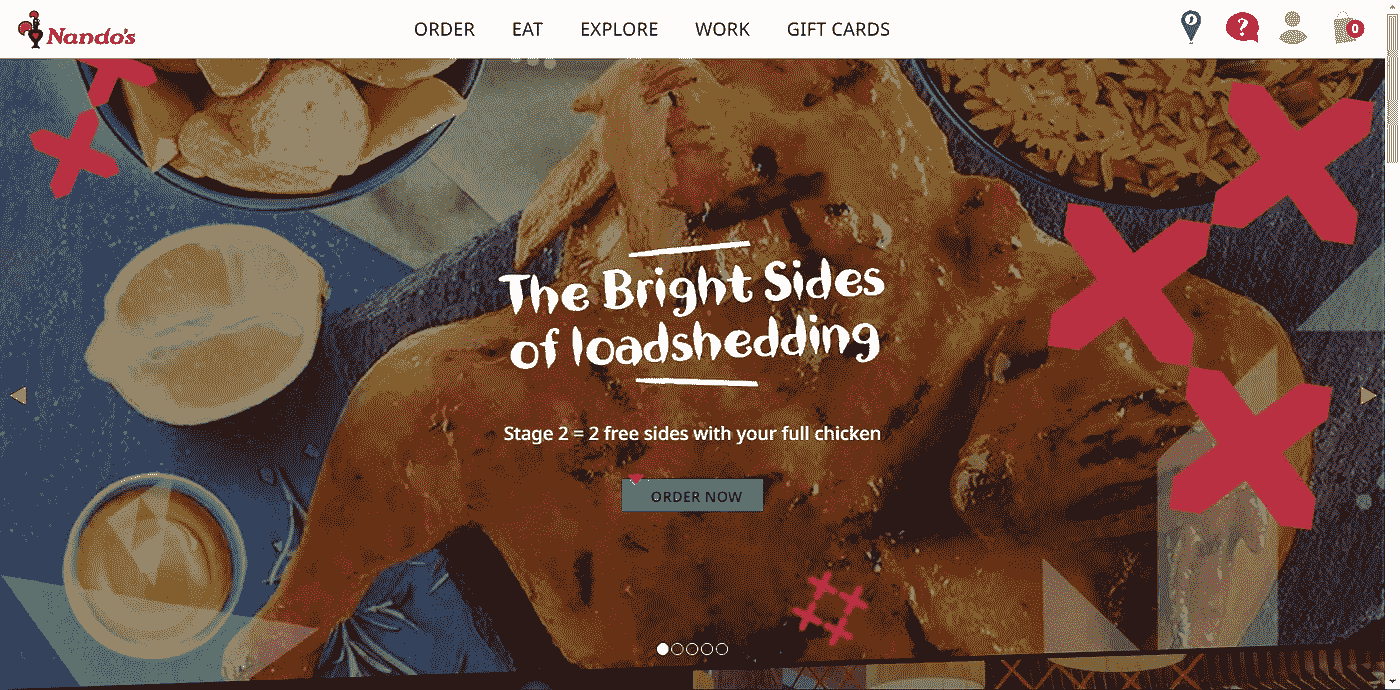 Nando's
ORDER
EAT
EXPLORE
WORK
GIFT CARDS
?
0
The Bright Sides
of loadshedding
Stage 2 = 2 free sides with your full chicken
ORDER NOW